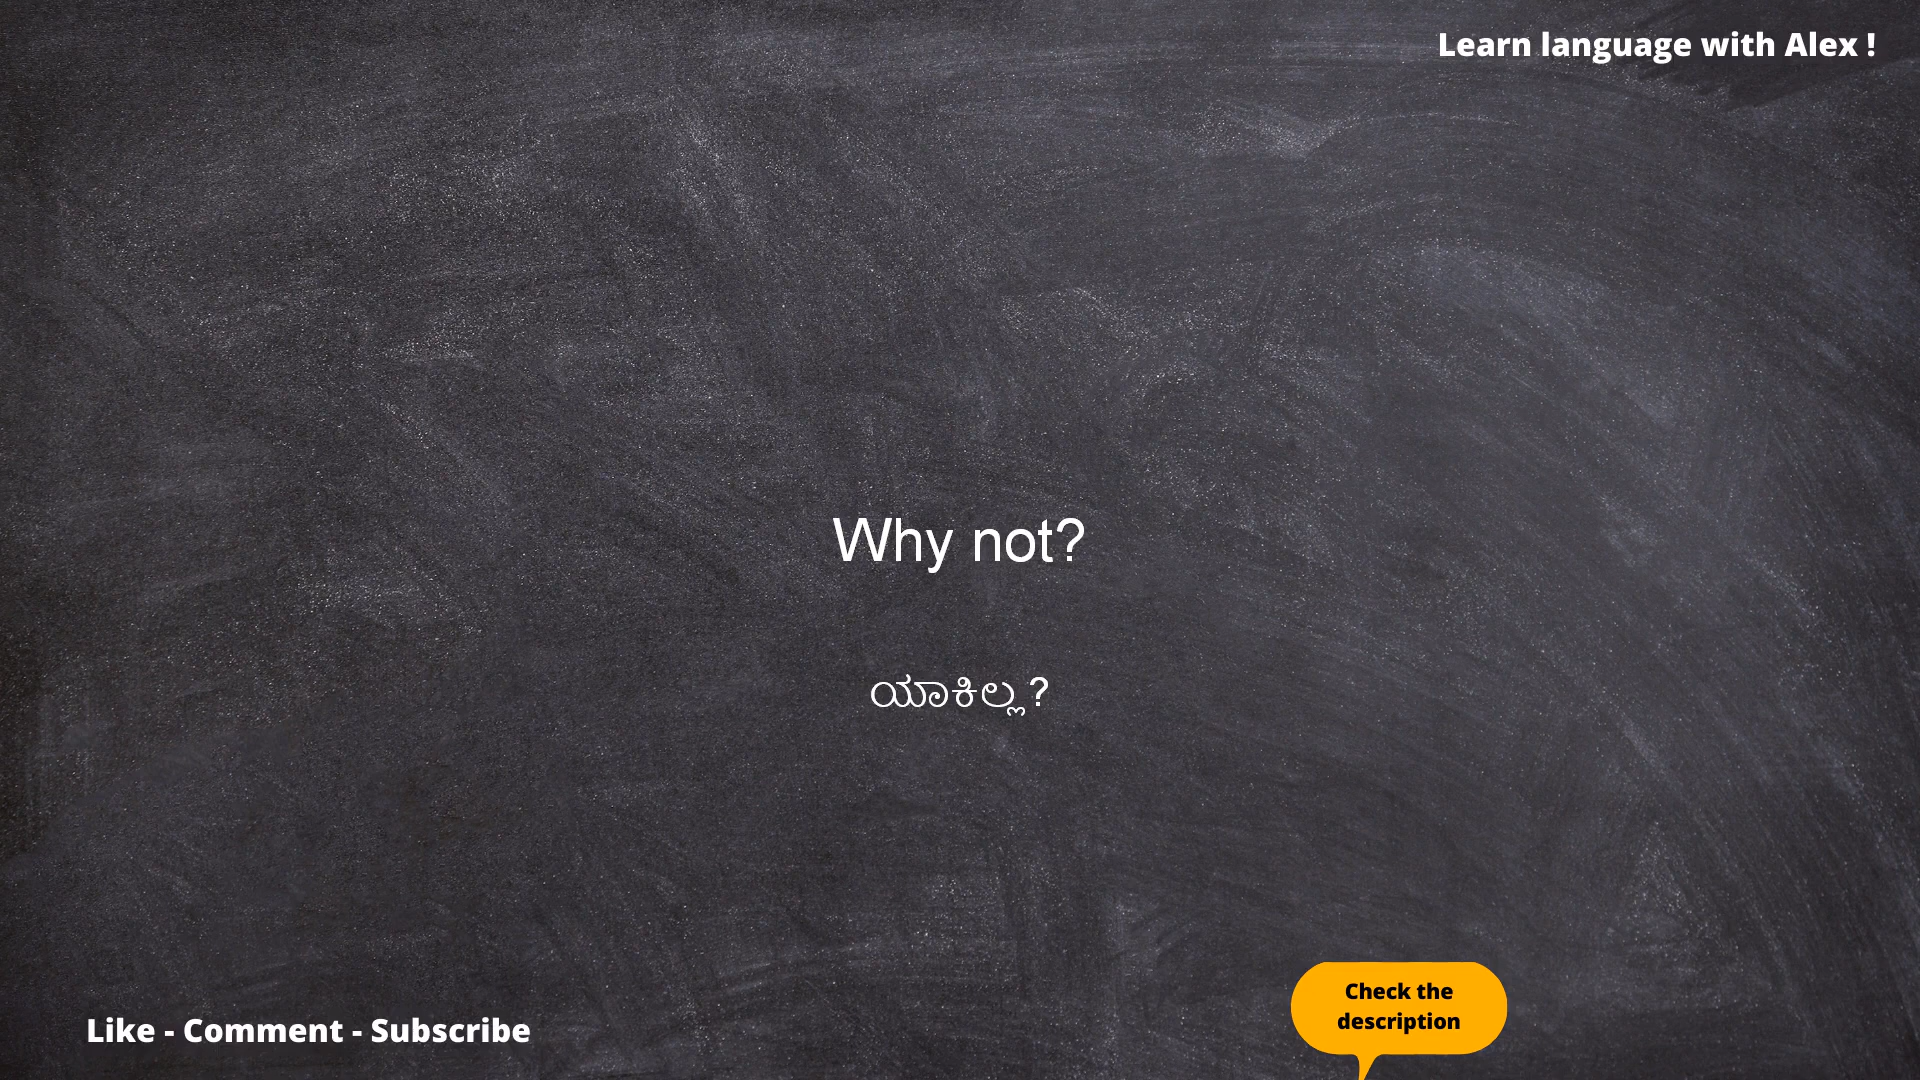 Learn language with Alex !
Why not?
ಯಾಕಿಲ್ಲ?
Check the
description
Like - Comment - Subscribe